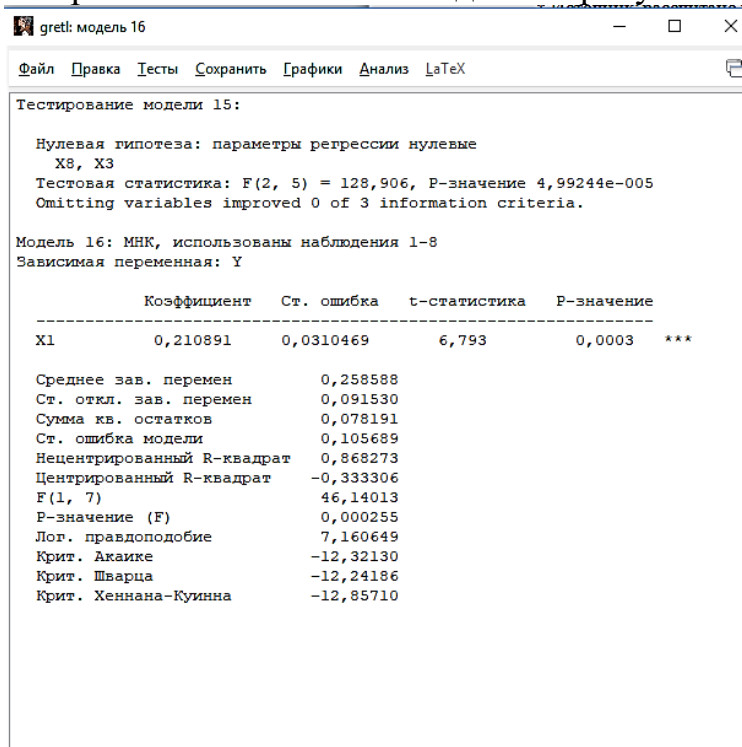 gretl: модель 16
Файл Правка Тесты Сохранить Графики Анализ LaTeX
Тестирование модели 15:
Нулевая гипотеза: параметры регрессии нулевые
X8, X3
Тестовая статистика: F(2, 5) = 128,906, P-значение 4,99244e-005
Omitting variables improved 0 of 3 information criteria.
Модель 16: МНК, использованы наблюдения 1-8
Зависимая переменная: Y
Коэффициент Ст. ошибка t-статистика P-значение
X1 0,210891 0,0310469 6,793 0,0003 ***
Среднее зав. перемен 0,258588
Ст. откл. зав. перемен 0,091530
Сумма кв. остатков 0,078191
Ст. ошибка модели 0,105689
Нецентрированный R-квадрат 0,868273
Центрированный R-квадрат -0,333306
F(1, 7) 46,14013
P-значение (F) 0,000255
Лог. правдоподобие 7,160649
Крит. Акаике -12,32130
Крит. Шварца -12,24186
Крит. Хеннана-Куинна -12,85710